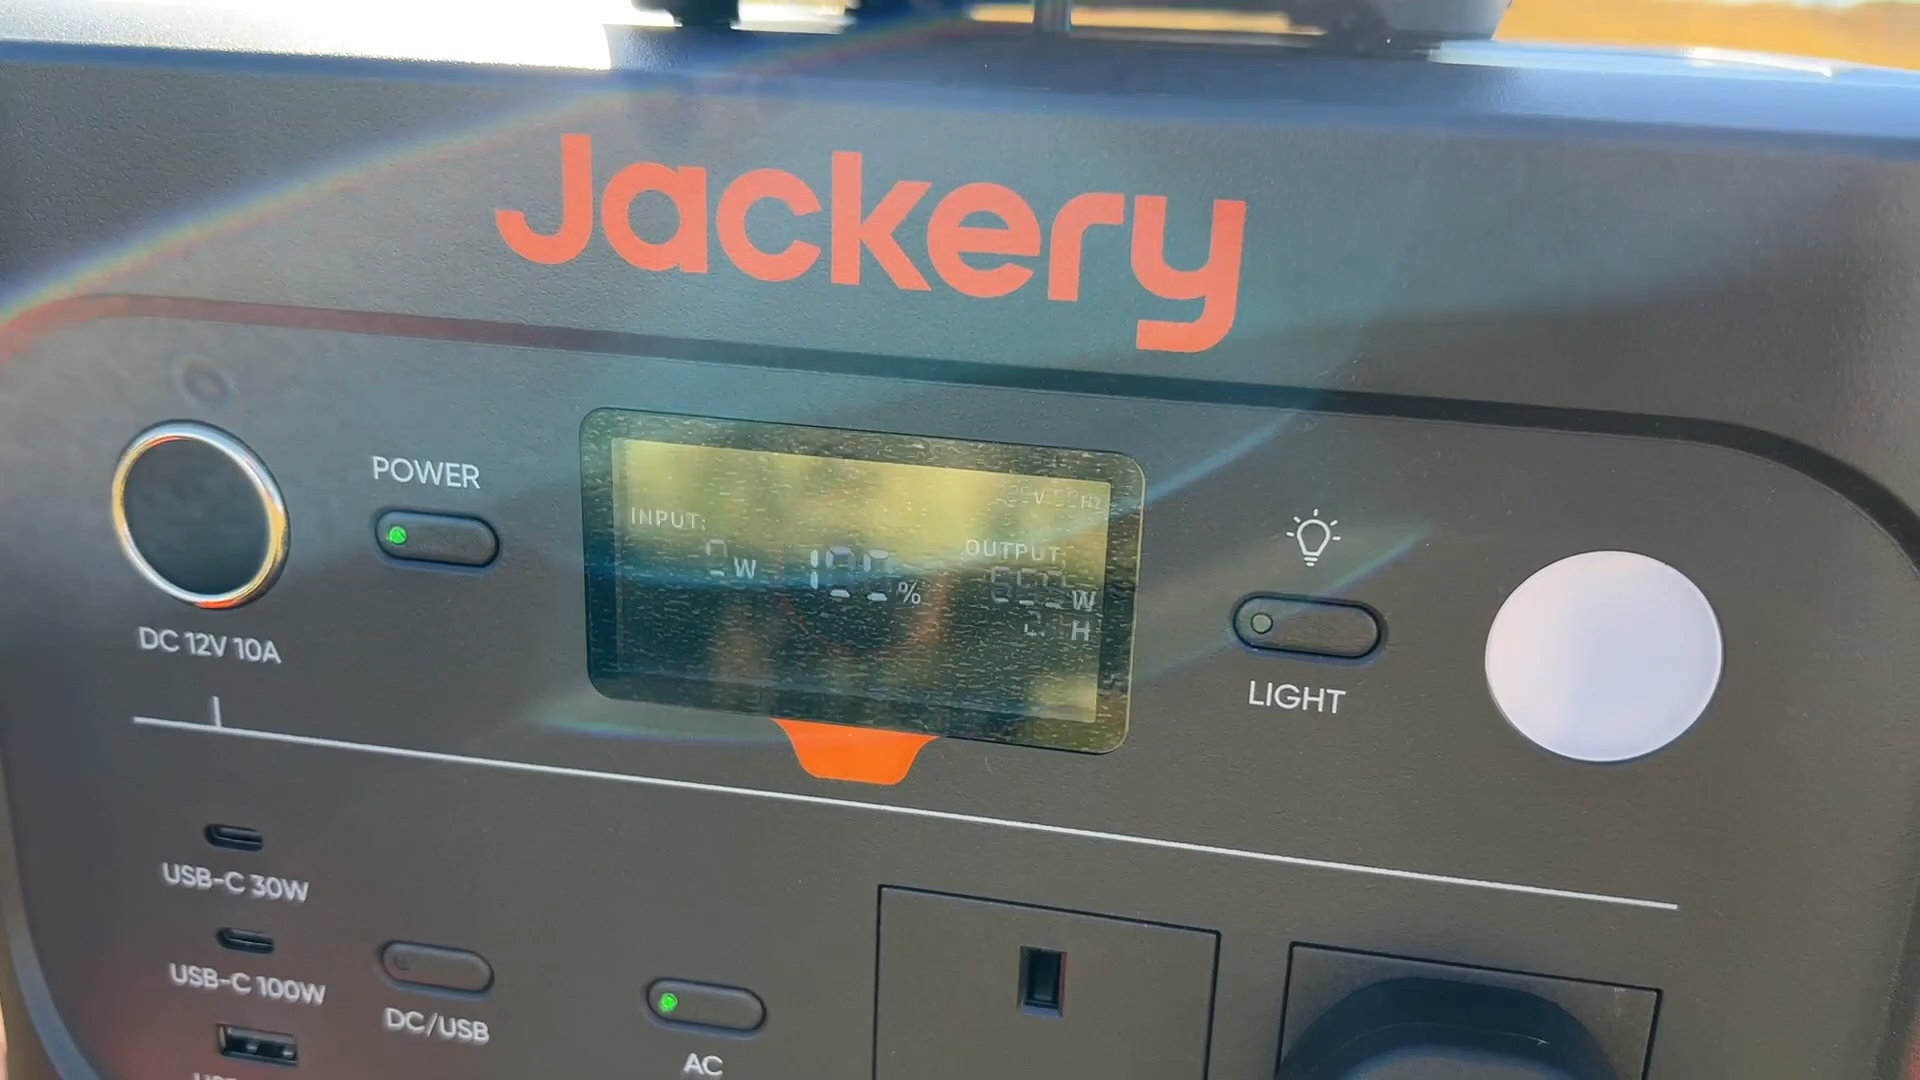 Jackery
POWER
INPUT:
W
%
OUTPUT:
W
H
DC 12V 10A
LIGHT
USB-C 30W
USB-C 100W
DC/USB
AC